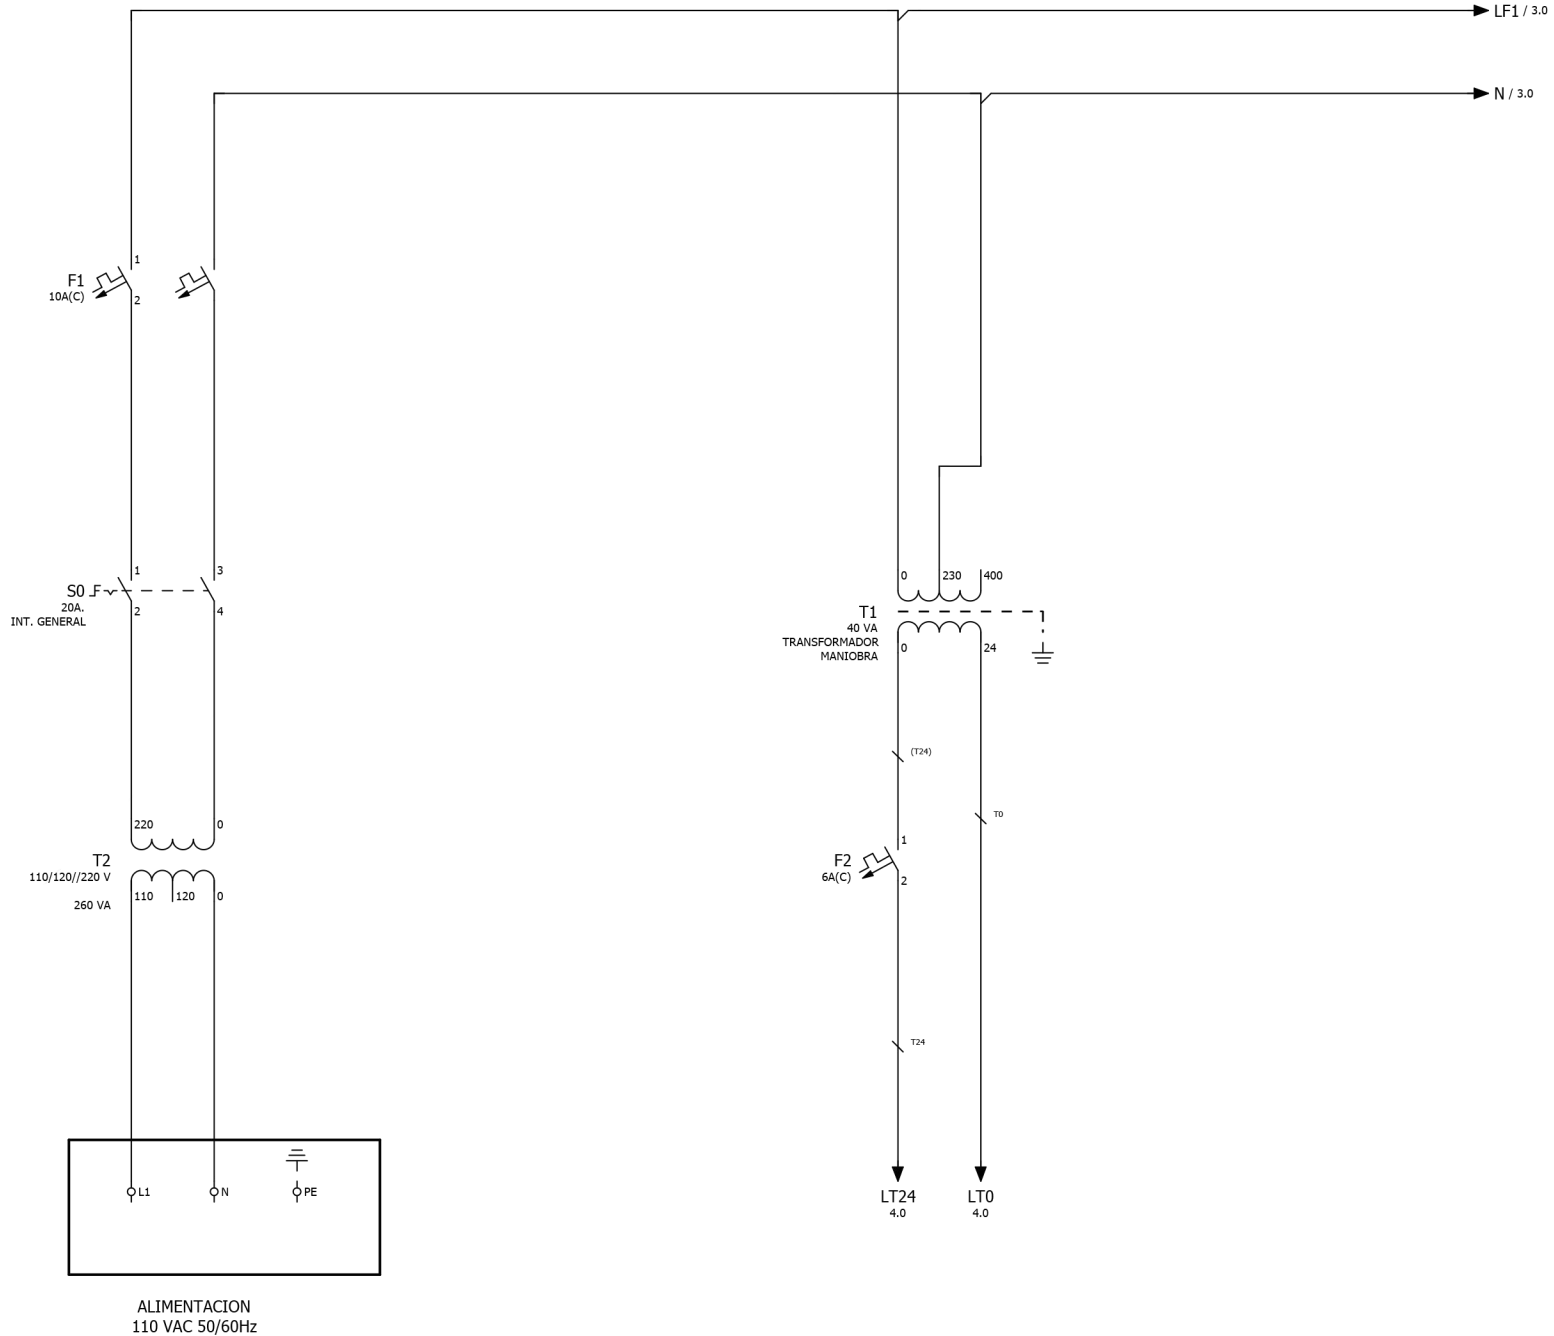 LF1 / 3.0
N / 3.0
1
F1
10A(C)
2
1
3
S0
20A.
2
4
INT. GENERAL
0
230
400
T1
40 VA
TRANSFORMADOR
MANIOBRA
0
24
(T24)
T0
220
0
T2
110/120//220 V
110
120
0
260 VA
1
F2
6A(C)
2
T24
L1
N
PE
LT24
4.0
LT0
4.0
ALIMENTACION
110 VAC 50/60Hz